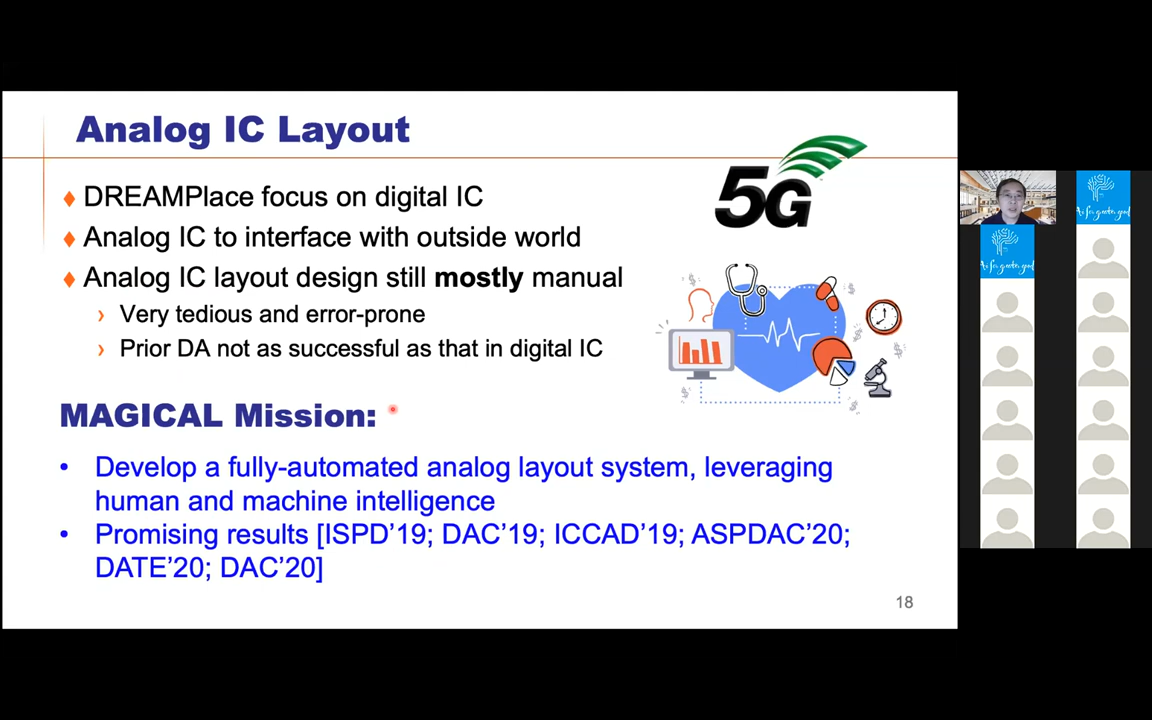 Analog IC Layout
5G
♦ DREAMPlace focus on digital IC
♦ Analog IC to interface with outside world
♦ Analog IC layout design still mostly manual
› Very tedious and error-prone
› Prior DA not as successful as that in digital IC
MAGICAL Mission:
• Develop a fully-automated analog layout system, leveraging
human and machine intelligence
• Promising results [ISPD’19; DAC’19; ICCAD’19; ASPDAC’20;
DATE’20; DAC’20]
18